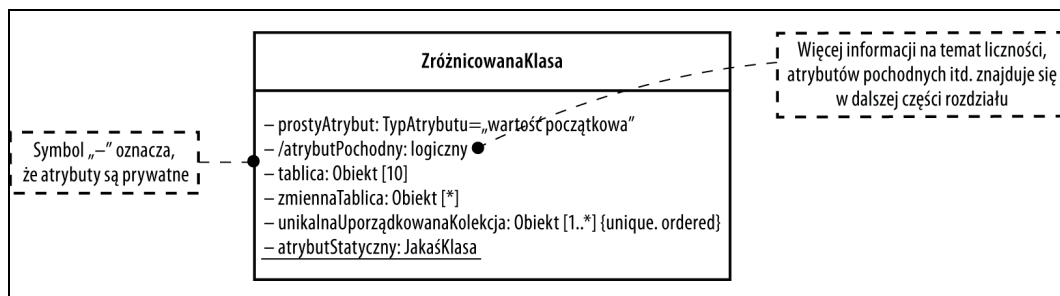 ZróżnicowanaKlasa
– prostyAtrybut: TypAtrybutu=„wartość początkowa”
– /atrybutPochodny: logiczny
– tablica: Obiekt [10]
– zmiennaTablica: Obiekt [*]
– unikalnaUporządkowanaKolekcja: Obiekt [1..*] {unique. ordered}
– atrybutStatyczny: JakaśKlasa
Symbol „–” oznacza,
że atrybuty są prywatne
Więcej informacji na temat liczności,
atrybutów pochodnych itd. znajduje się
w dalszej części rozdziału